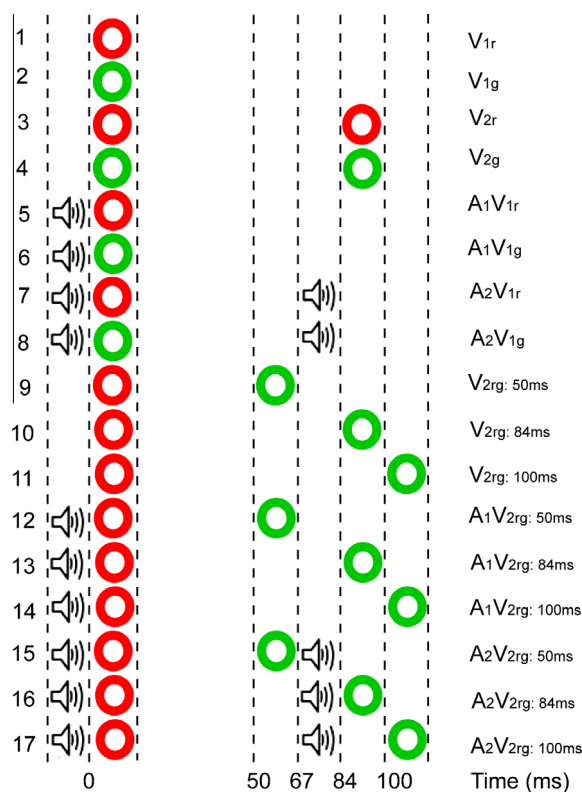 1 V1r
2 V1g
3 V2r
4 V2g
5 A1V1r
6 A1V1g
7 A2V1r
8 A2V1g
9 V2rg: 50ms
10 V2rg: 84ms
11 V2rg: 100ms
12 A1V2rg: 50ms
13 A1V2rg: 84ms
14 A1V2rg: 100ms
15 A2V2rg: 50ms
16 A2V2rg: 84ms
17 A2V2rg: 100ms
0 50 67 84 100 Time (ms)